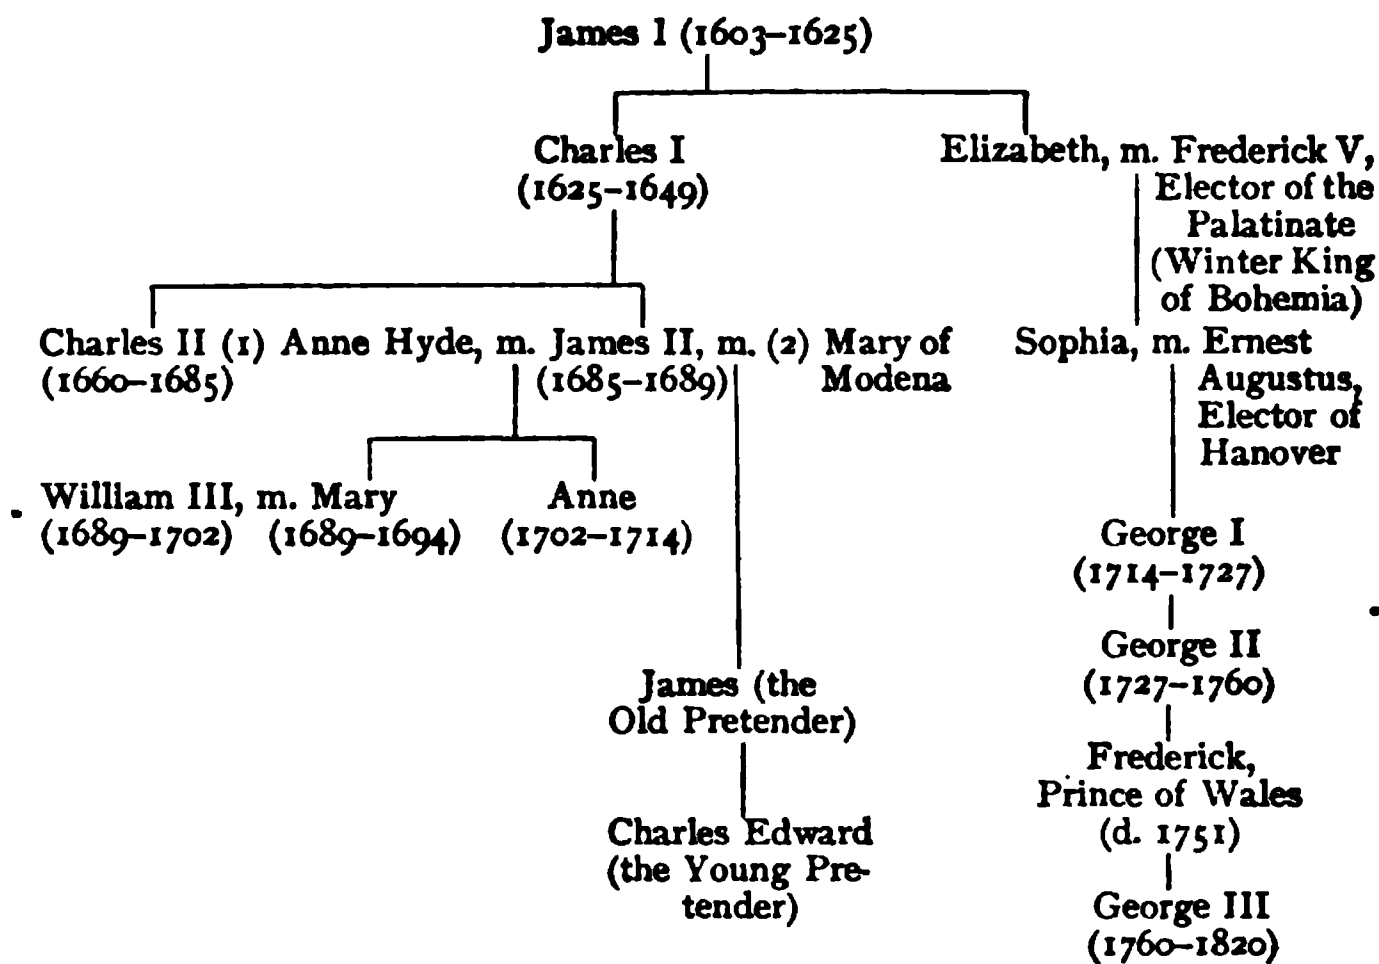 James I (1603–1625)
Charles I
(1625–1649)
Elizabeth, m. Frederick V,
Elector of the
Palatinate
(Winter King
of Bohemia)
Charles II (1) Anne Hyde, m. James II, m. (2) Mary of
(1660–1685) (1685–1689) Modena
Sophia, m. Ernest
Augustus,
Elector of
Hanover
William III, m. Mary Anne
(1689–1702) (1689–1694) (1702–1714)
George I
(1714–1727)
George II
(1727–1760)
James (the
Old Pretender)
Frederick,
Prince of Wales
(d. 1751)
Charles Edward
(the Young Pre-
tender)
George III
(1760–1820)